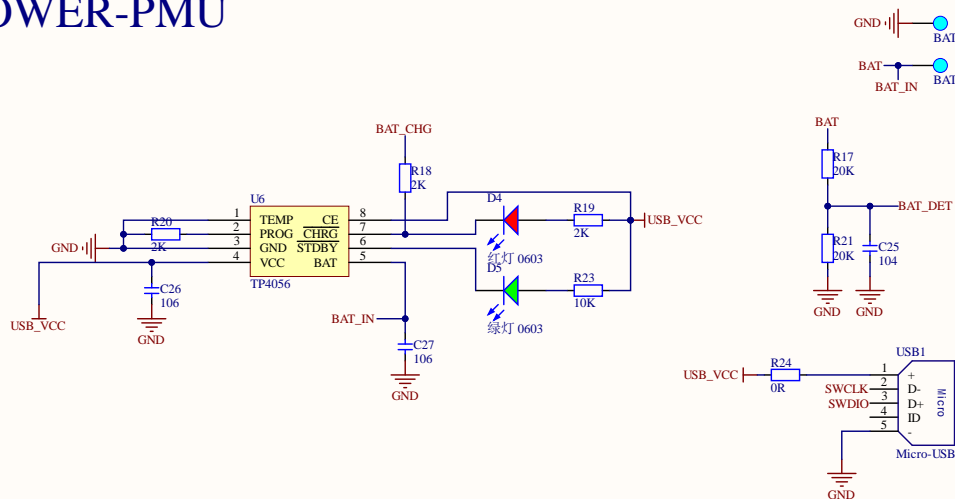 OWER-PMU
GND
BAT
BAT
BAT
BAT_IN
BAT_CHG
R18
2K
U6
1
2
3
4
TEMP
PROG
GND
VCC
CE
CHRG
STDBY
BAT
8
7
6
5
TP4056
R20
2K
GND
C26
106
GND
USB_VCC
BAT_IN
C27
106
GND
D4
红灯 0603
R19
2K
USB_VCC
D5
绿灯 0603
R23
10K
BAT
R17
20K
BAT_DET
R21
20K
C25
104
GND
GND
USB1
USB_VCC
R24
0R
SWCLK
SWDIO
1
2
3
4
5
+
D-
D+
ID
-
Micro
Micro-USB
GND